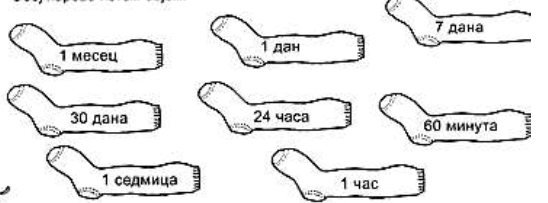 7 дана
1 месец
1 дан
30 дана
24 часа
60 минута
1 седмица
1 час